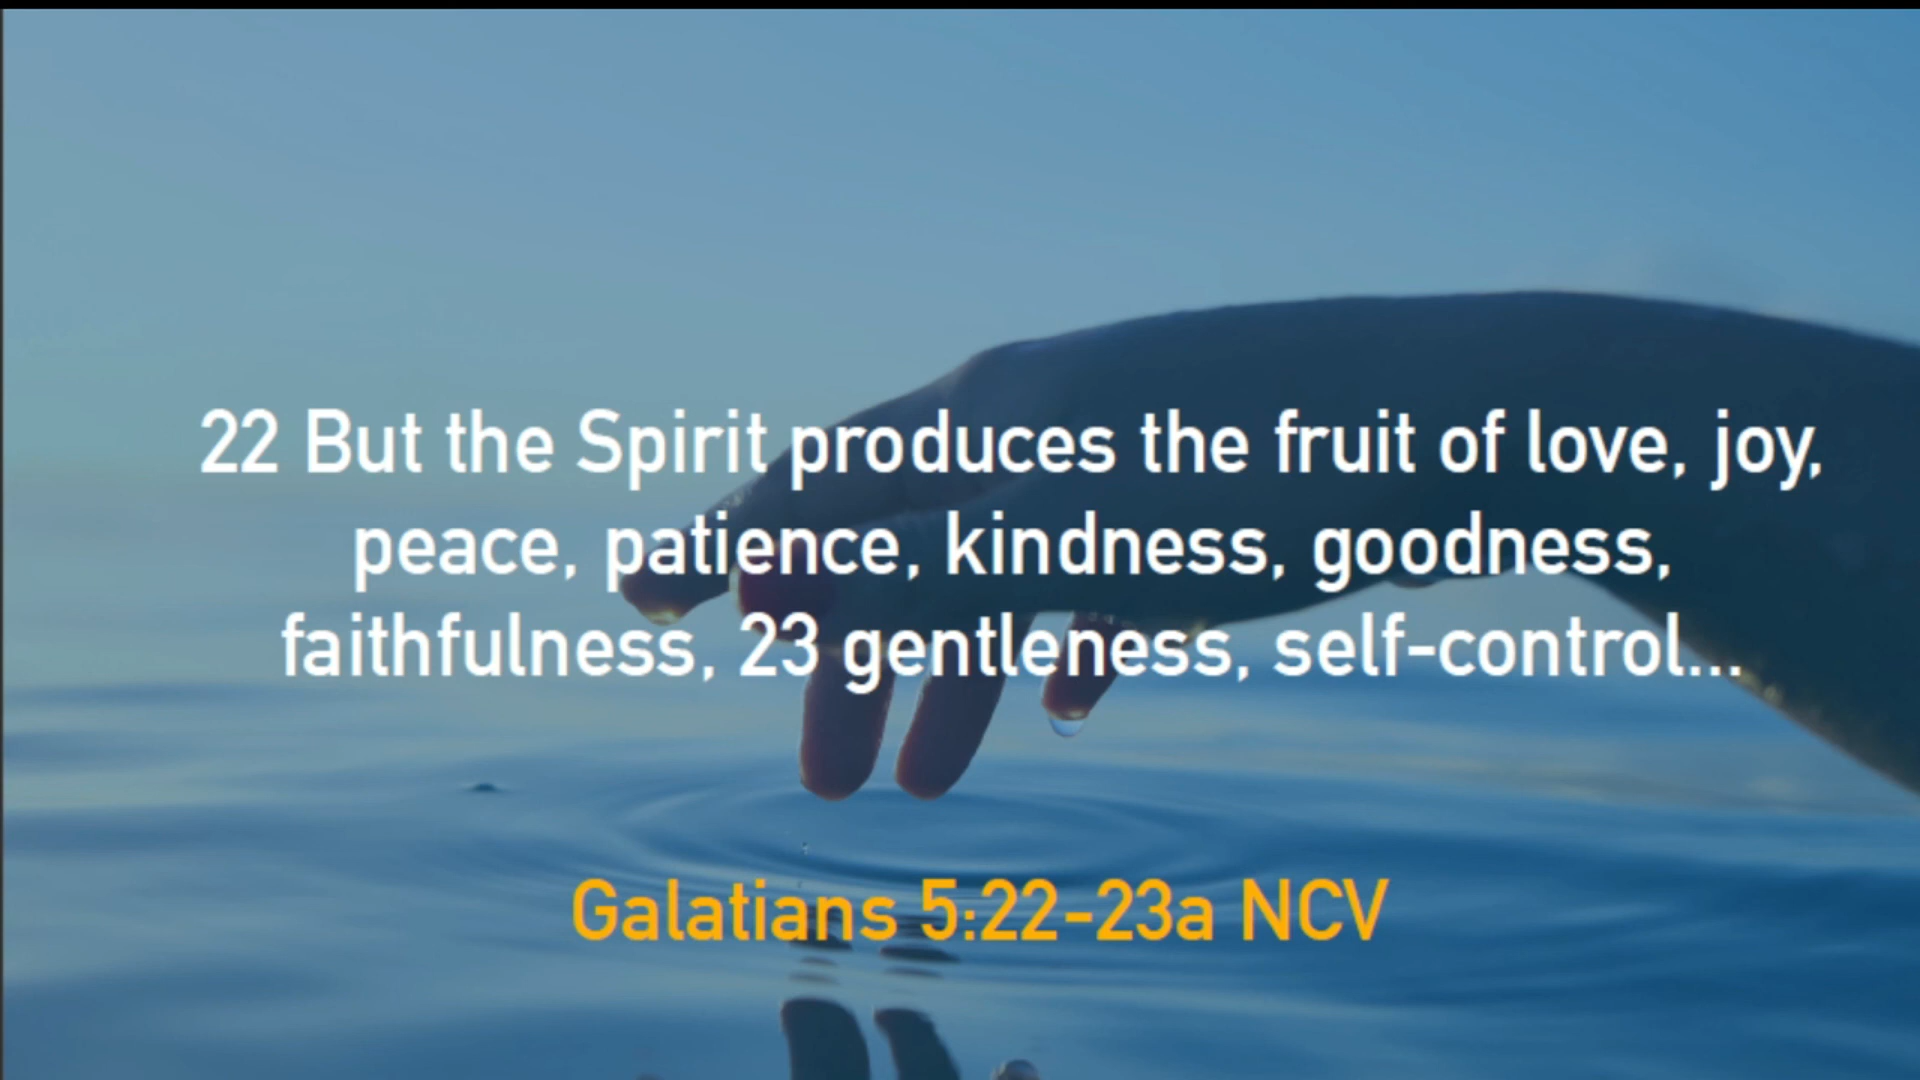 22 But the Spirit produces the fruit of love, joy,
peace, patience, kindness, goodness,
faithfulness, 23 gentleness, self-control...
Galatians 5:22-23a NCV